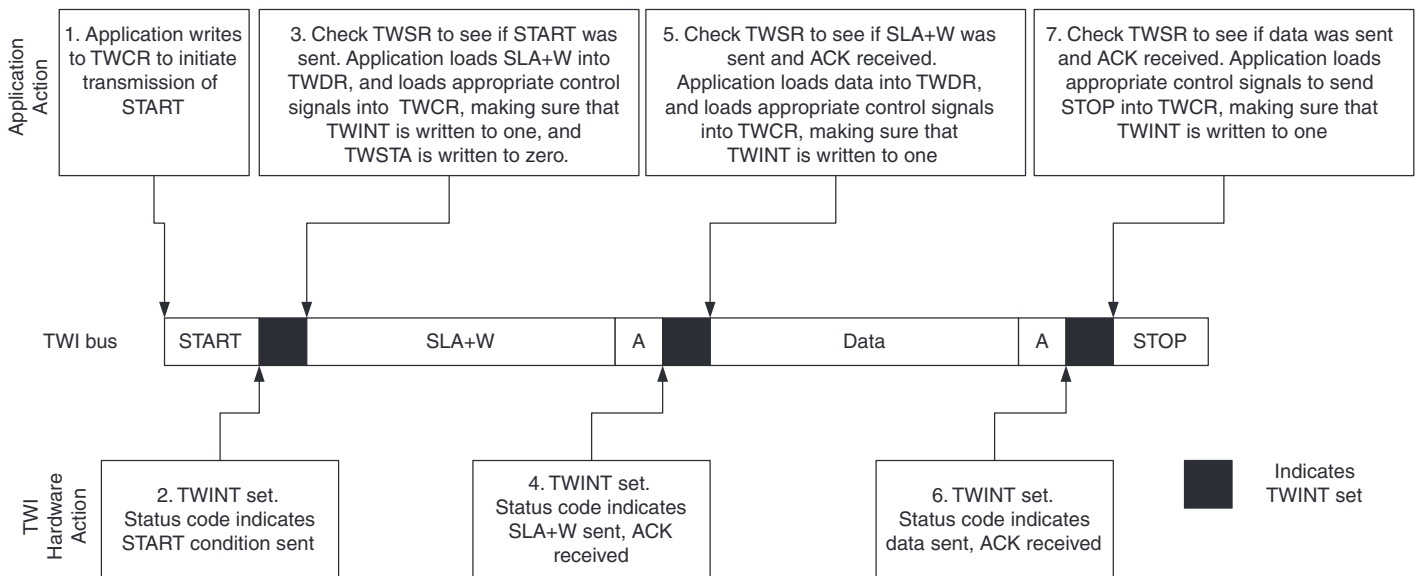 Application
Action
1. Application writes
to TWCR to initiate
transmission of
START
3. Check TWSR to see if START was
sent. Application loads SLA+W into
TWDR, and loads appropriate control
signals into TWCR, making sure that
TWINT is written to one, and
TWSTA is written to zero.
5. Check TWSR to see if SLA+W was
sent and ACK received.
Application loads data into TWDR,
and loads appropriate control signals
into TWCR, making sure that
TWINT is written to one
7. Check TWSR to see if data was sent
and ACK received. Application loads
appropriate control signals to send
STOP into TWCR, making sure that
TWINT is written to one
TWI bus
START
SLA+W
A
Data
A
STOP
TWI
Hardware
Action
2. TWINT set.
Status code indicates
START condition sent
4. TWINT set.
Status code indicates
SLA+W sent, ACK
received
6. TWINT set.
Status code indicates
data sent, ACK received
Indicates
TWINT set